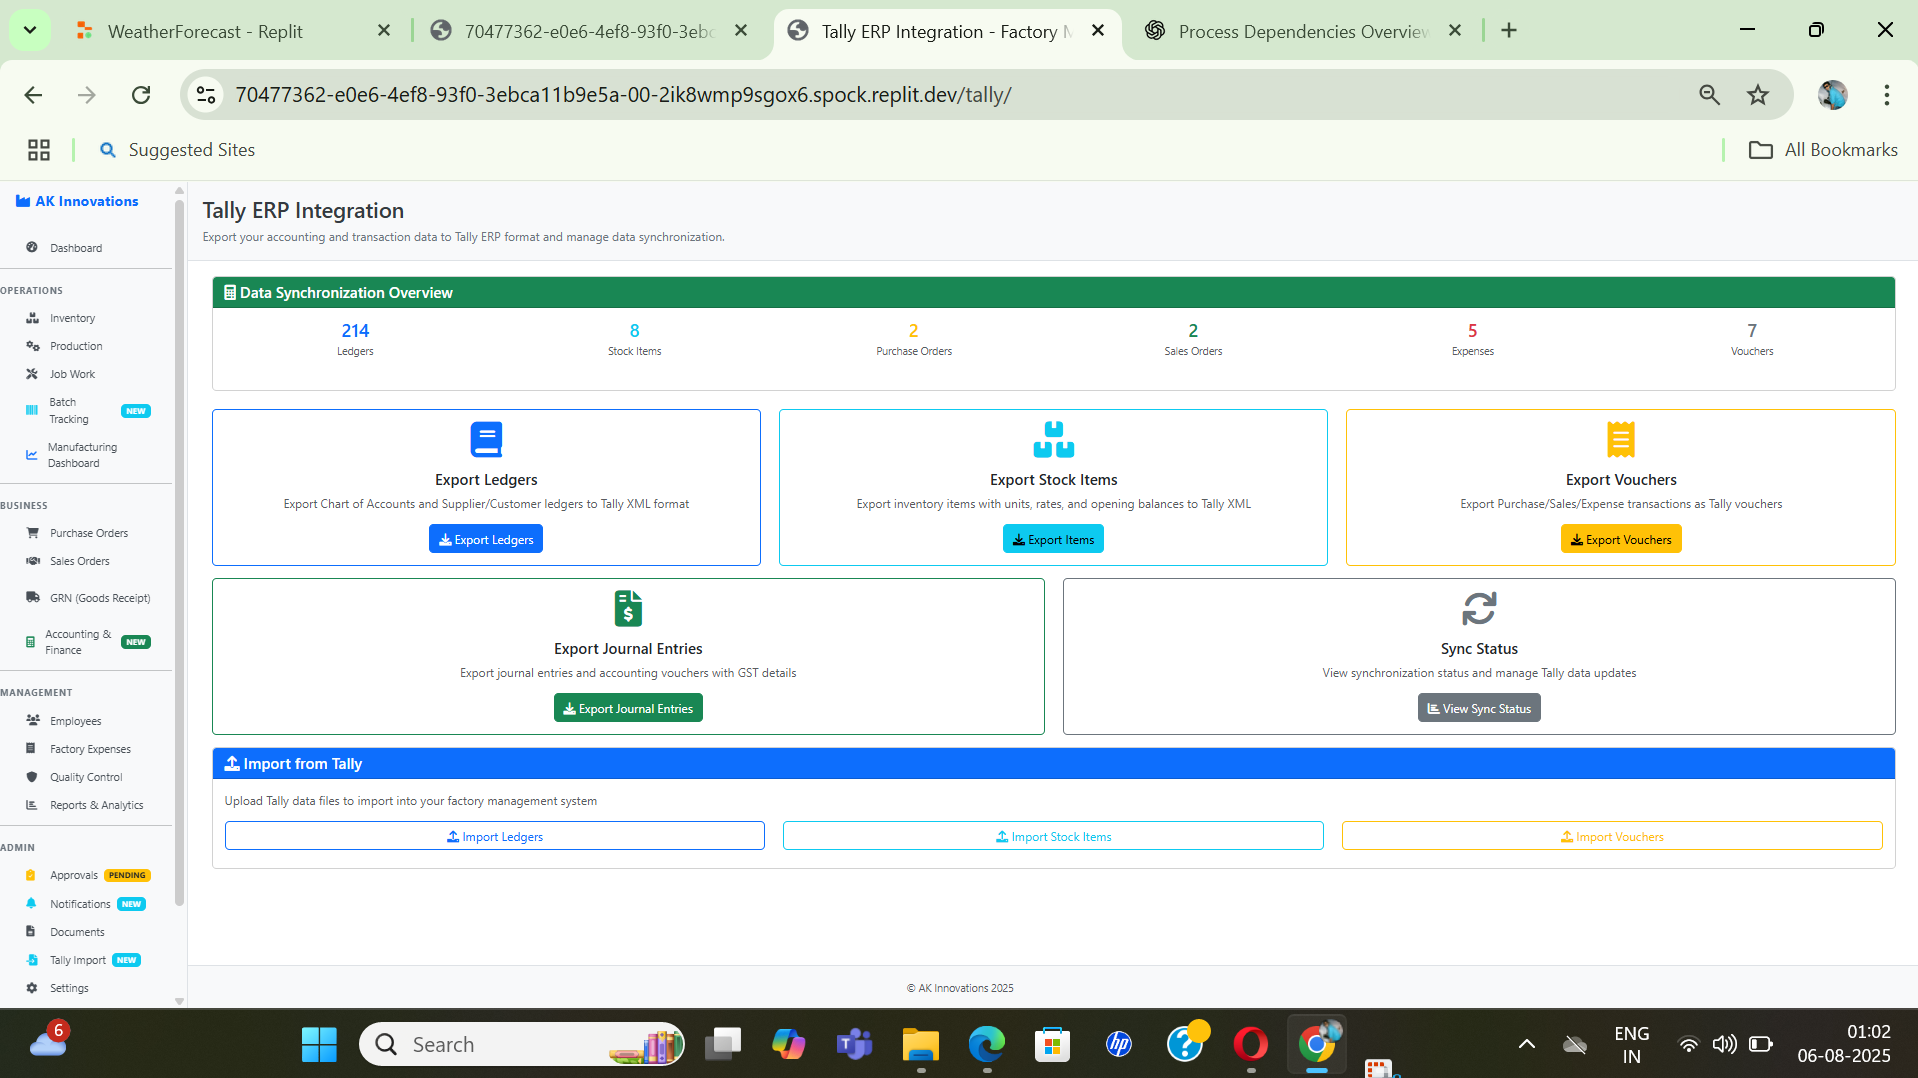 WeatherForecast - Replit
70477362-e0e6-4ef8-93f0-3ebc
Tally ERP Integration - Factory M
Process Dependencies Overview
70477362-e0e6-4ef8-93f0-3ebca11b9e5a-00-2ik8wmp9sgox6.spock.replit.dev/tally/
Suggested Sites
All Bookmarks
AK Innovations
Dashboard
OPERATIONS
Inventory
Production
Job Work
Batch
Tracking
NEW
Manufacturing
Dashboard
BUSINESS
Purchase Orders
Sales Orders
GRN (Goods Receipt)
Accounting &
Finance
NEW
MANAGEMENT
Employees
Factory Expenses
Quality Control
Reports & Analytics
ADMIN
Approvals PENDING
Notifications NEW
Documents
Tally Import NEW
Settings
Tally ERP Integration
Export your accounting and transaction data to Tally ERP format and manage data synchronization.
Data Synchronization Overview
214
Ledgers
8
Stock Items
2
Purchase Orders
2
Sales Orders
5
Expenses
7
Vouchers
Export Ledgers
Export Chart of Accounts and Supplier/Customer ledgers to Tally XML format
Export Ledgers
Export Stock Items
Export inventory items with units, rates, and opening balances to Tally XML
Export Items
Export Vouchers
Export Purchase/Sales/Expense transactions as Tally vouchers
Export Vouchers
Export Journal Entries
Export journal entries and accounting vouchers with GST details
Export Journal Entries
Sync Status
View synchronization status and manage Tally data updates
View Sync Status
Import from Tally
Upload Tally data files to import into your factory management system
Import Ledgers
Import Stock Items
Import Vouchers
© AK Innovations 2025
6
Search
T
hp
?
ENG
IN
01:02
06-08-2025